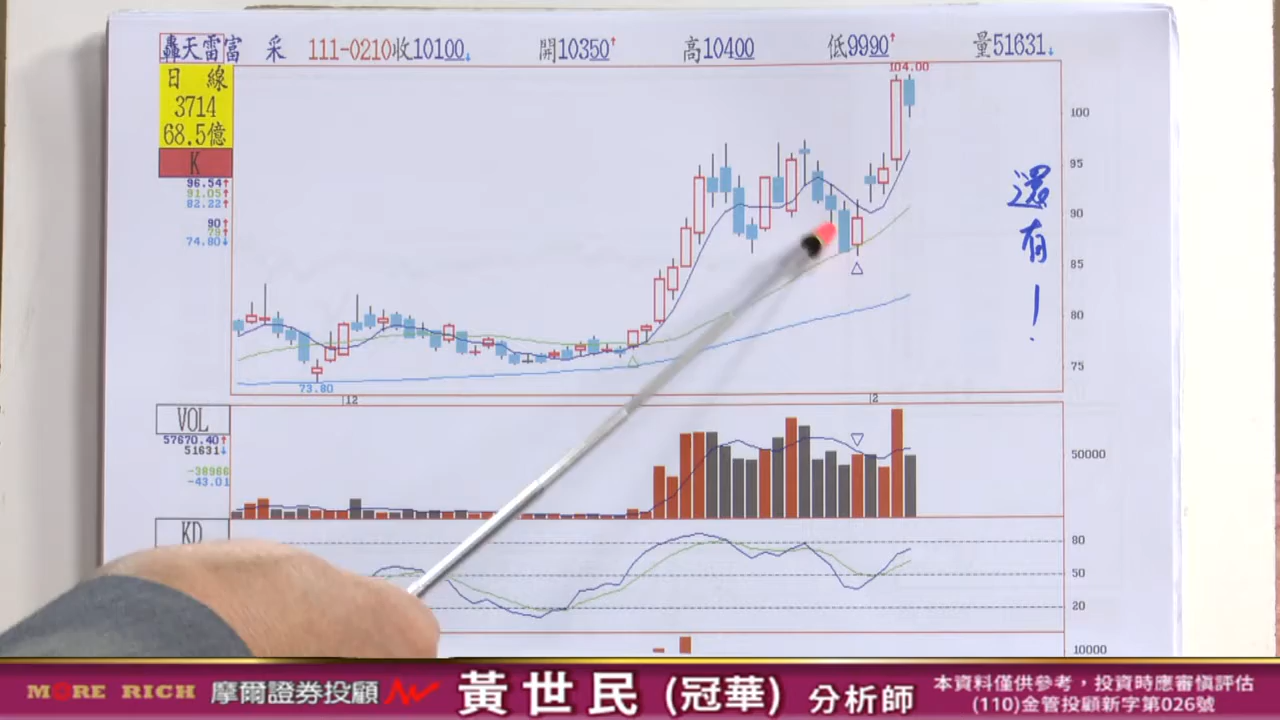 轟天雷富 采 111-0210收10100↓ 開10350↑ 高10400 低9990↑ 量51631↓
日 線
3714
68.5億
K
96.54↑
91.05↑
82.22↑
90↑
79↑
74.80↓
104.00
100
95
90
85
80
75
73.80
12
2
還有!
VOL
57670.40↑
51631↓
-38966
-43.01
50000
KD
80
50
20
10000
MORE RICH 摩爾證券投顧 黃世民(冠華) 分析師
本資料僅供參考,投資時應審慎評估
(110)金管投顧新字第026號